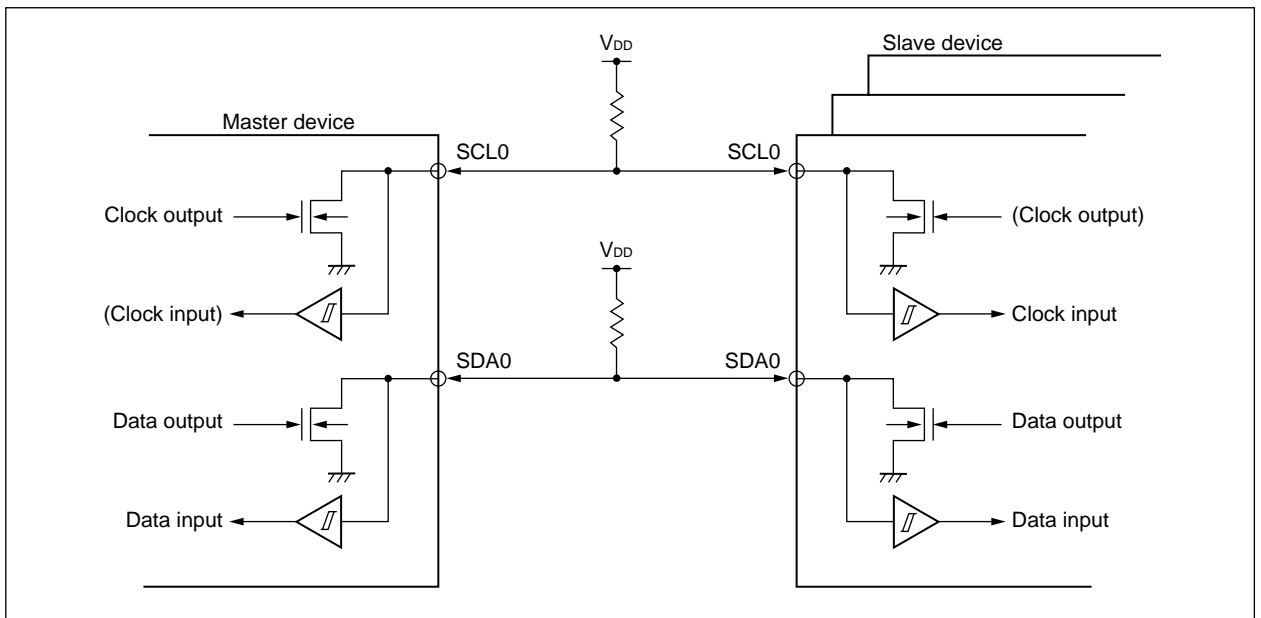 VDD
Slave device
Master device
SCL0
SCL0
Clock output
(Clock output)
VDD
(Clock input)
Clock input
SDA0
SDA0
Data output
Data output
Data input
Data input